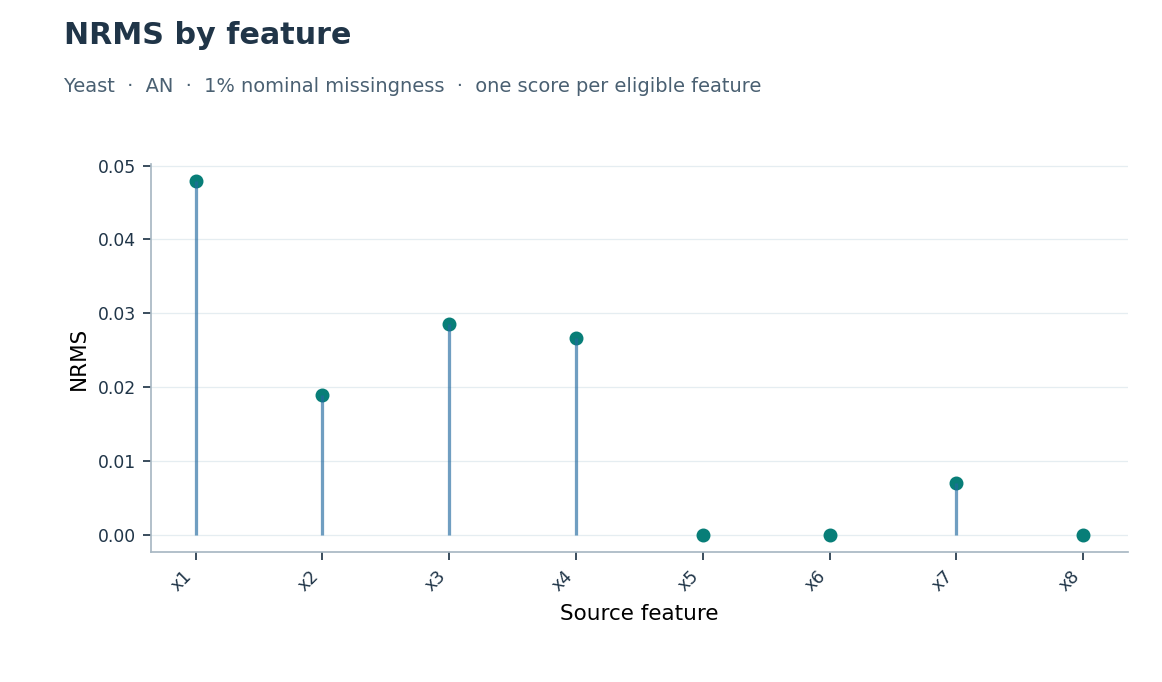 NRMS by feature
Yeast · AN · 1% nominal missingness · one score per eligible feature
0.05
0.04
0.03
0.02
0.01
0.00
NRMS
x1 x2 x3 x4 x5 x6 x7 x8
Source feature